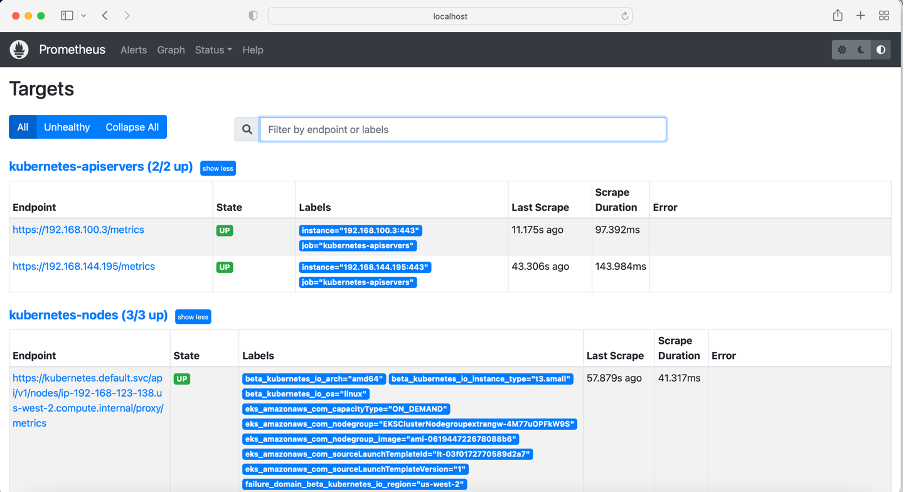 localhost
Prometheus Alerts Graph Status Help
Targets
All Unhealthy Collapse All
Filter by endpoint or labels
kubernetes-apiservers (2/2 up) show less
Endpoint State Labels Last Scrape Scrape Duration Error
https://192.168.100.3/metrics UP instance="192.168.100.3:443" 11.175s ago 97.392ms
job="kubernetes-apiservers"
https://192.168.144.195/metrics UP instance="192.168.144.195:443" 43.306s ago 143.984ms
job="kubernetes-apiservers"
kubernetes-nodes (3/3 up) show less
Endpoint State Labels Last Scrape Scrape Duration Error
https://kubernetes.default.svc/api/v1/nodes/ip-192-168-123-138.us-west-2.compute.internal/proxy/metrics UP beta_kubernetes_io_arch="amd64" beta_kubernetes_io_instance_type="t3.small" 57.879s ago 41.317ms
beta_kubernetes_io_os="linux"
eks_amazonaws_com_capacityType="ON_DEMAND"
eks_amazonaws_com_nodegroup="EKSClusterNodegroupextrangw-4M77uOPFkW9S"
eks_amazonaws_com_nodegroup_image="ami-061944722678088b6"
eks_amazonaws_com_sourceLaunchTemplateId="lt-03f0172770589d2a7"
eks_amazonaws_com_sourceLaunchTemplateVersion="1"
failure_domain_beta_kubernetes_io_region="us-west-2"